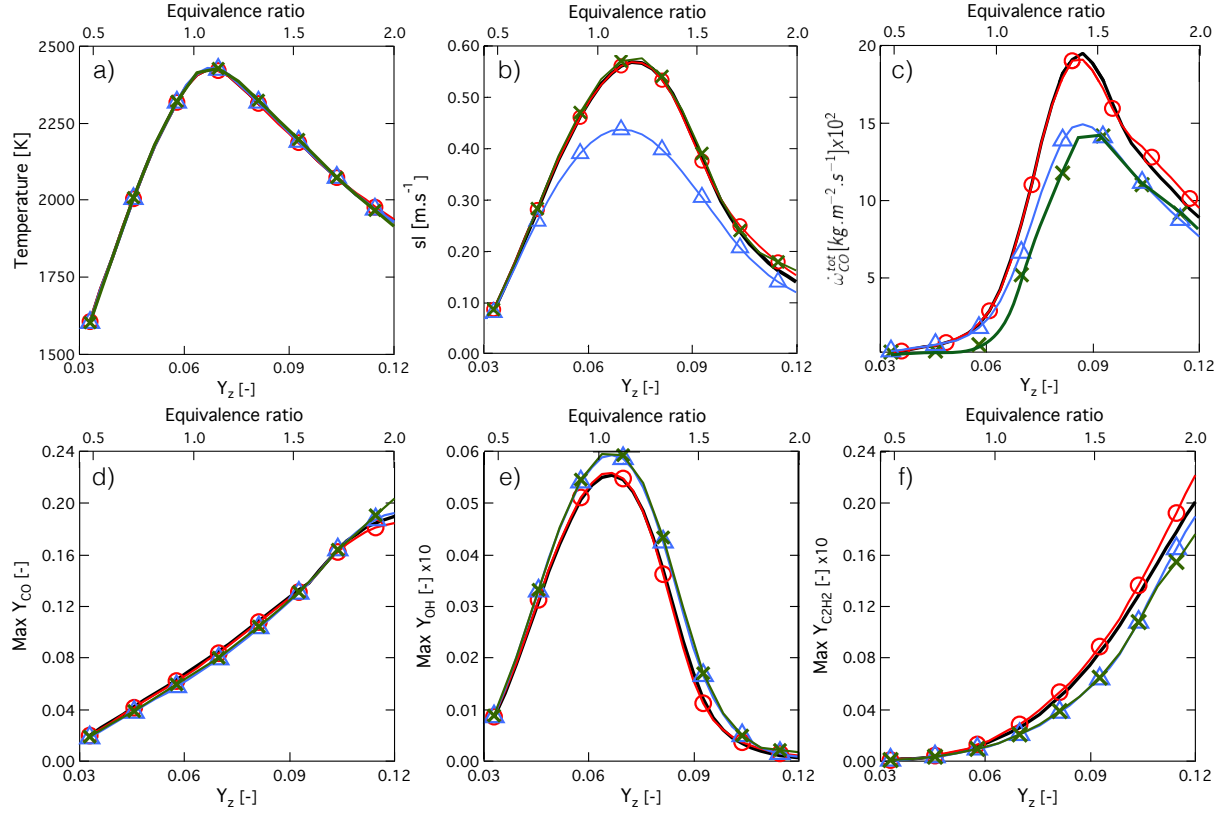 Equivalence ratio
0.5 1.0 1.5 2.0
2500
2250
2000
1750
1500
Temperature [K]
a)
0.03 0.06 0.09 0.12
Y_z [-]
Equivalence ratio
0.5 1.0 1.5 2.0
0.60
0.50
0.40
0.30
0.20
0.10
0.00
sl [m.s⁻¹]
b)
0.03 0.06 0.09 0.12
Y_z [-]
Equivalence ratio
0.5 1.0 1.5 2.0
20
15
10
5
ω̇_CO^tot [kg.m⁻².s⁻¹]x10²
c)
0.03 0.06 0.09 0.12
Y_z [-]
Equivalence ratio
0.5 1.0 1.5 2.0
0.24
0.20
0.16
0.12
0.08
0.04
0.00
Max Y_CO [-]
d)
0.03 0.06 0.09 0.12
Y_z [-]
Equivalence ratio
0.5 1.0 1.5 2.0
0.06
0.05
0.04
0.03
0.02
0.01
0.00
Max Y_OH [-] x10
e)
0.03 0.06 0.09 0.12
Y_z [-]
Equivalence ratio
0.5 1.0 1.5 2.0
0.24
0.20
0.16
0.12
0.08
0.04
0.00
Max Y_C2H2 [-] x10
f)
0.03 0.06 0.09 0.12
Y_z [-]